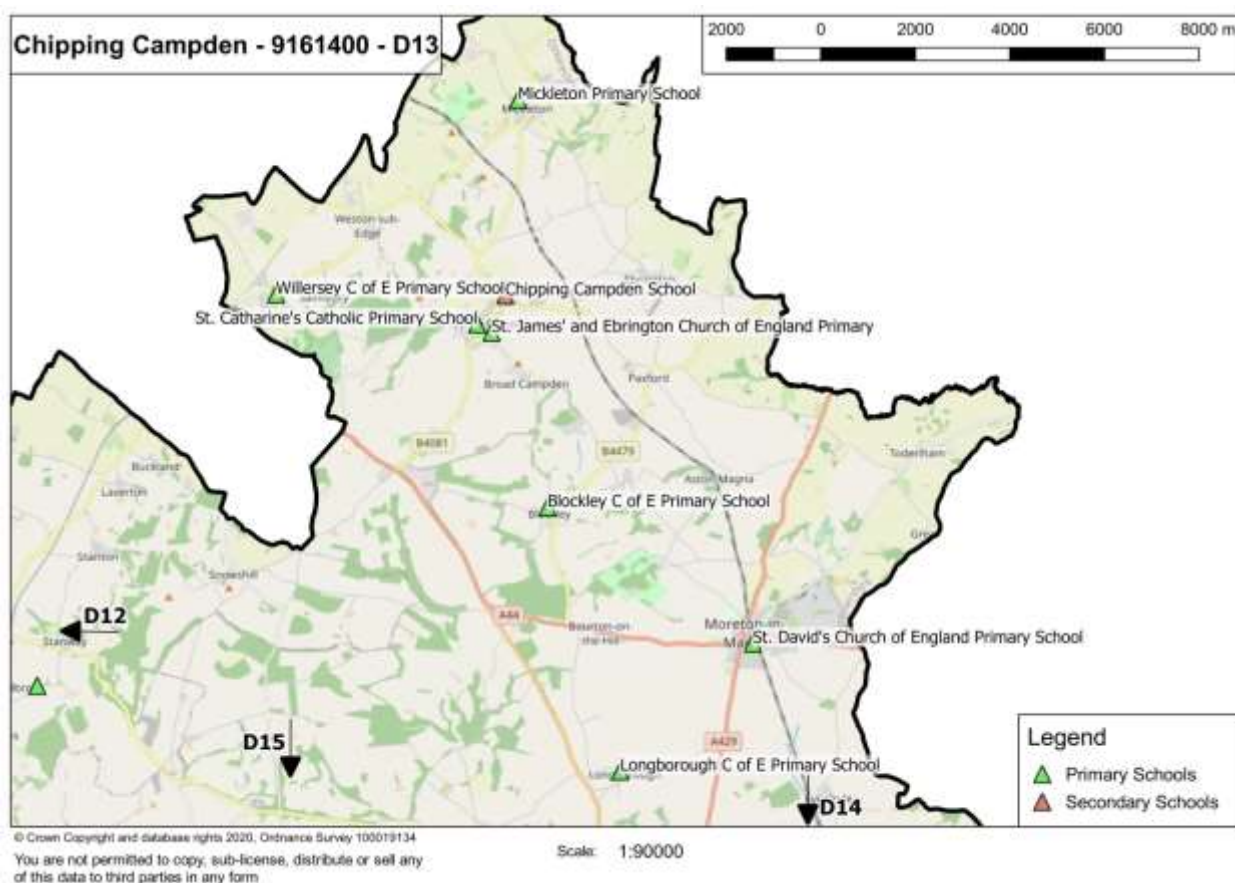 Chipping Campden - 9161400 - D13
2000 0 2000 4000 6000 8000 m
Mickleton Primary School
Weston-sub-
Edge
Willersey C of E Primary School
Chipping Campden School
St. Catharine's Catholic Primary School
St. James' and Ebrington Church of England Primary
Broad Campden
Paxford
B4081
B4479
Buckland
Laverton
Todenham
Aston Magna
Blockley C of E Primary School
Stanton
Snowshill
D12
Stanway
A44
Bourton-on-
the-Hill
Moreton-in-
St. David's Church of England Primary School
D15
A429
Longborough C of E Primary School
D14
Legend
Primary Schools
Secondary Schools
© Crown Copyright and database rights 2020, Ordnance Survey 100019134
You are not permitted to copy, sub-license, distribute or sell any
of this data to third parties in any form
Scale: 1:90000